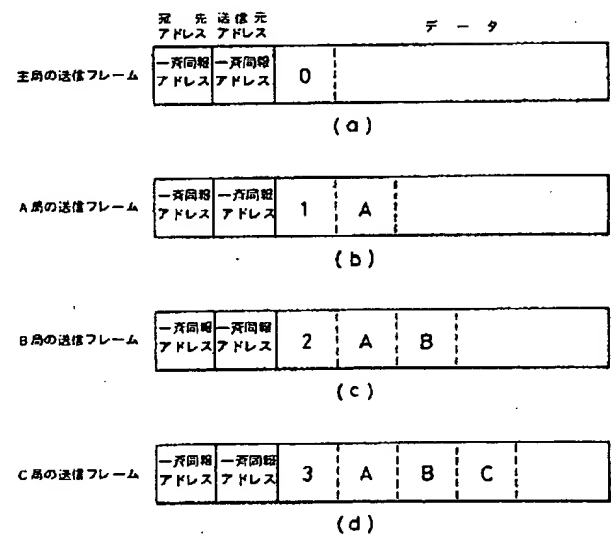 宛先 送信元 データ
アドレス アドレス
主局の送信フレーム 一斉同報 一斉同報 0
アドレス アドレス
(a)
A局の送信フレーム 一斉同報 一斉同報 1 A
アドレス アドレス
(b)
B局の送信フレーム 一斉同報 一斉同報 2 A B
アドレス アドレス
(c)
C局の送信フレーム 一斉同報 一斉同報 3 A B C
アドレス アドレス
(d)